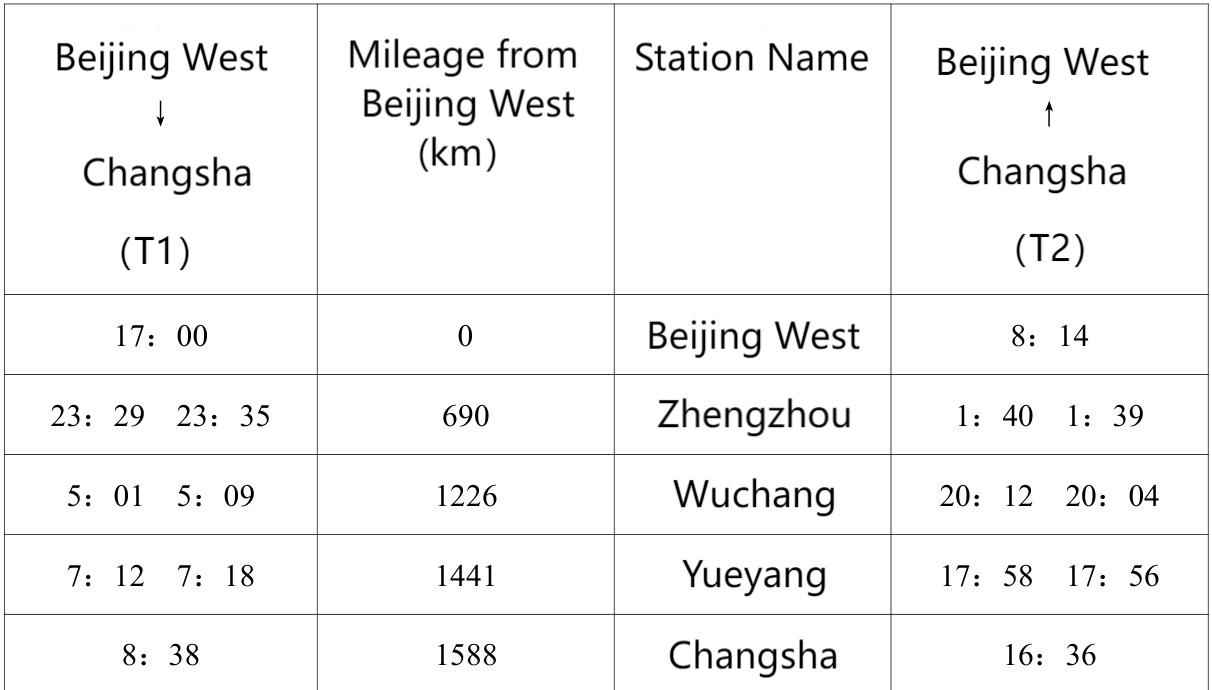 Beijing West
↓
Changsha
(T1)
Mileage from
Beijing West
(km)
Station Name
Beijing West
↑
Changsha
(T2)
17：00 0 Beijing West 8：14
23：29 23：35 690 Zhengzhou 1：40 1：39
5：01 5：09 1226 Wuchang 20：12 20：04
7：12 7：18 1441 Yueyang 17：58 17：56
8：38 1588 Changsha 16：36